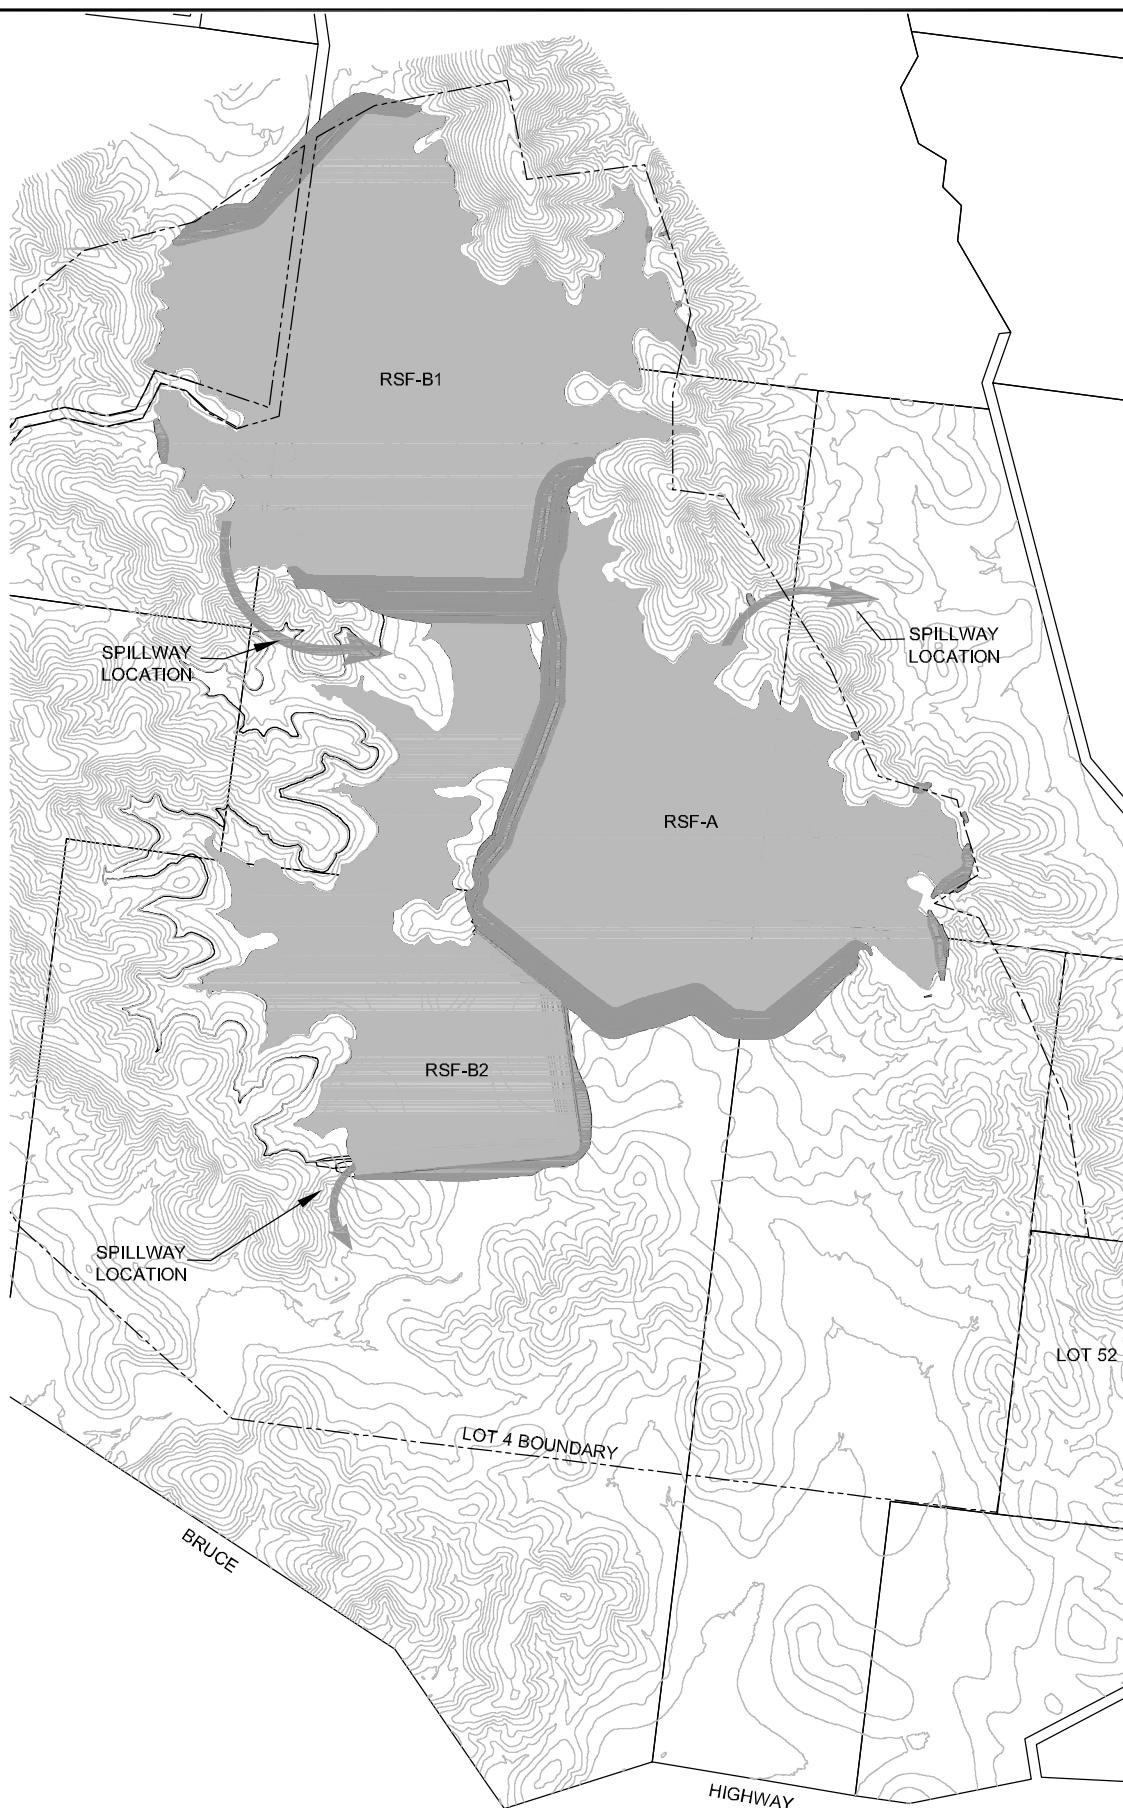 RSF-B1
SPILLWAY
LOCATION
SPILLWAY
LOCATION
RSF-A
RSF-B2
SPILLWAY
LOCATION
LOT 52
LOT 4 BOUNDARY
BRUCE
HIGHWAY